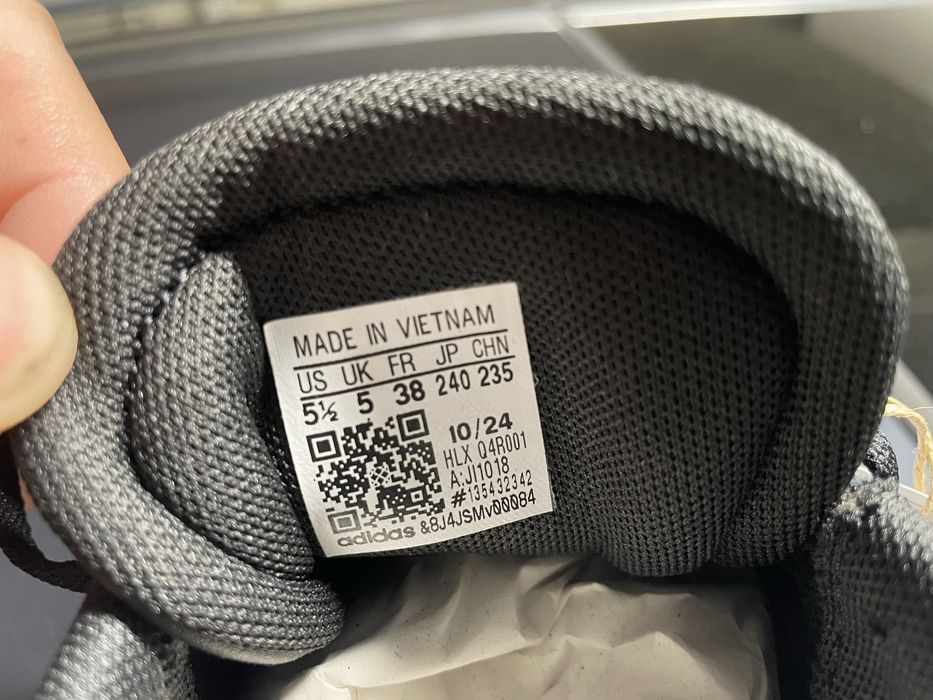 MADE IN VIETNAM
US UK FR JP CHN
5½ 5 38 240 235
10/24
HLX Q4R001
A:JI1018
#135432342
adidas &8J4JSMv00084